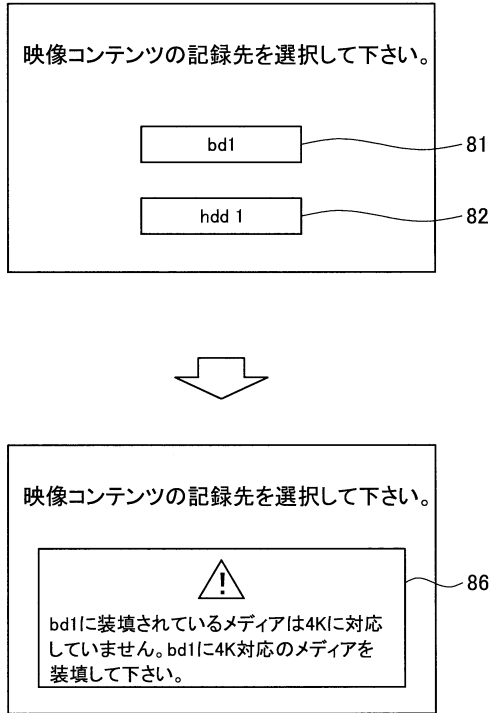 映像コンテンツの記録先を選択して下さい。
bd1
81
hdd 1
82
映像コンテンツの記録先を選択して下さい。
!
86
bd1に装填されているメディアは4Kに対応
していません。bd1に4K対応のメディアを
装填して下さい。